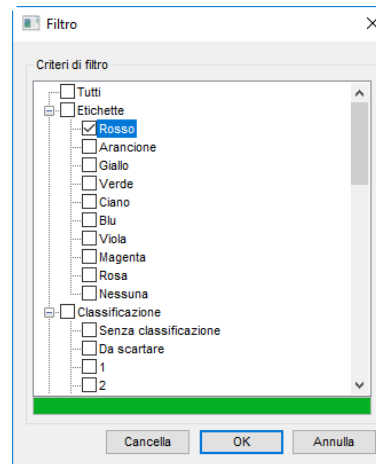 Filtro
Criteri di filtro
Tutti
Etichette
Rosso
Arancione
Giallo
Verde
Ciano
Blu
Viola
Magenta
Rosa
Nessuna
Classificazione
Senza classificazione
Da scartare
1
2
Cancella OK Annulla